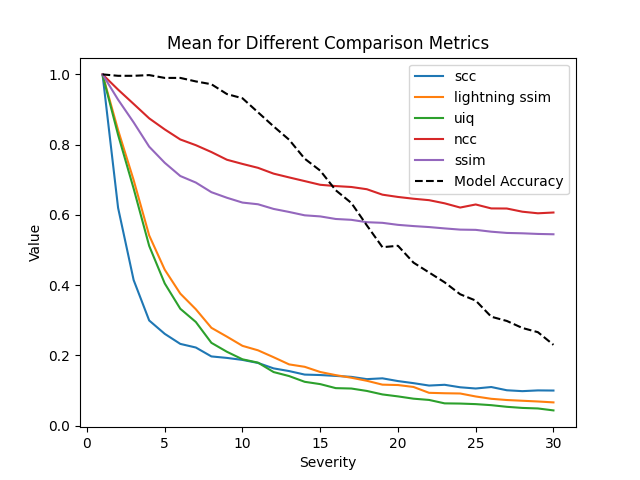 Mean for Different Comparison Metrics
1.0
0.8
0.6
0.4
0.2
0.0
Value
scc
lightning ssim
uiq
ncc
ssim
Model Accuracy
0 5 10 15 20 25 30
Severity